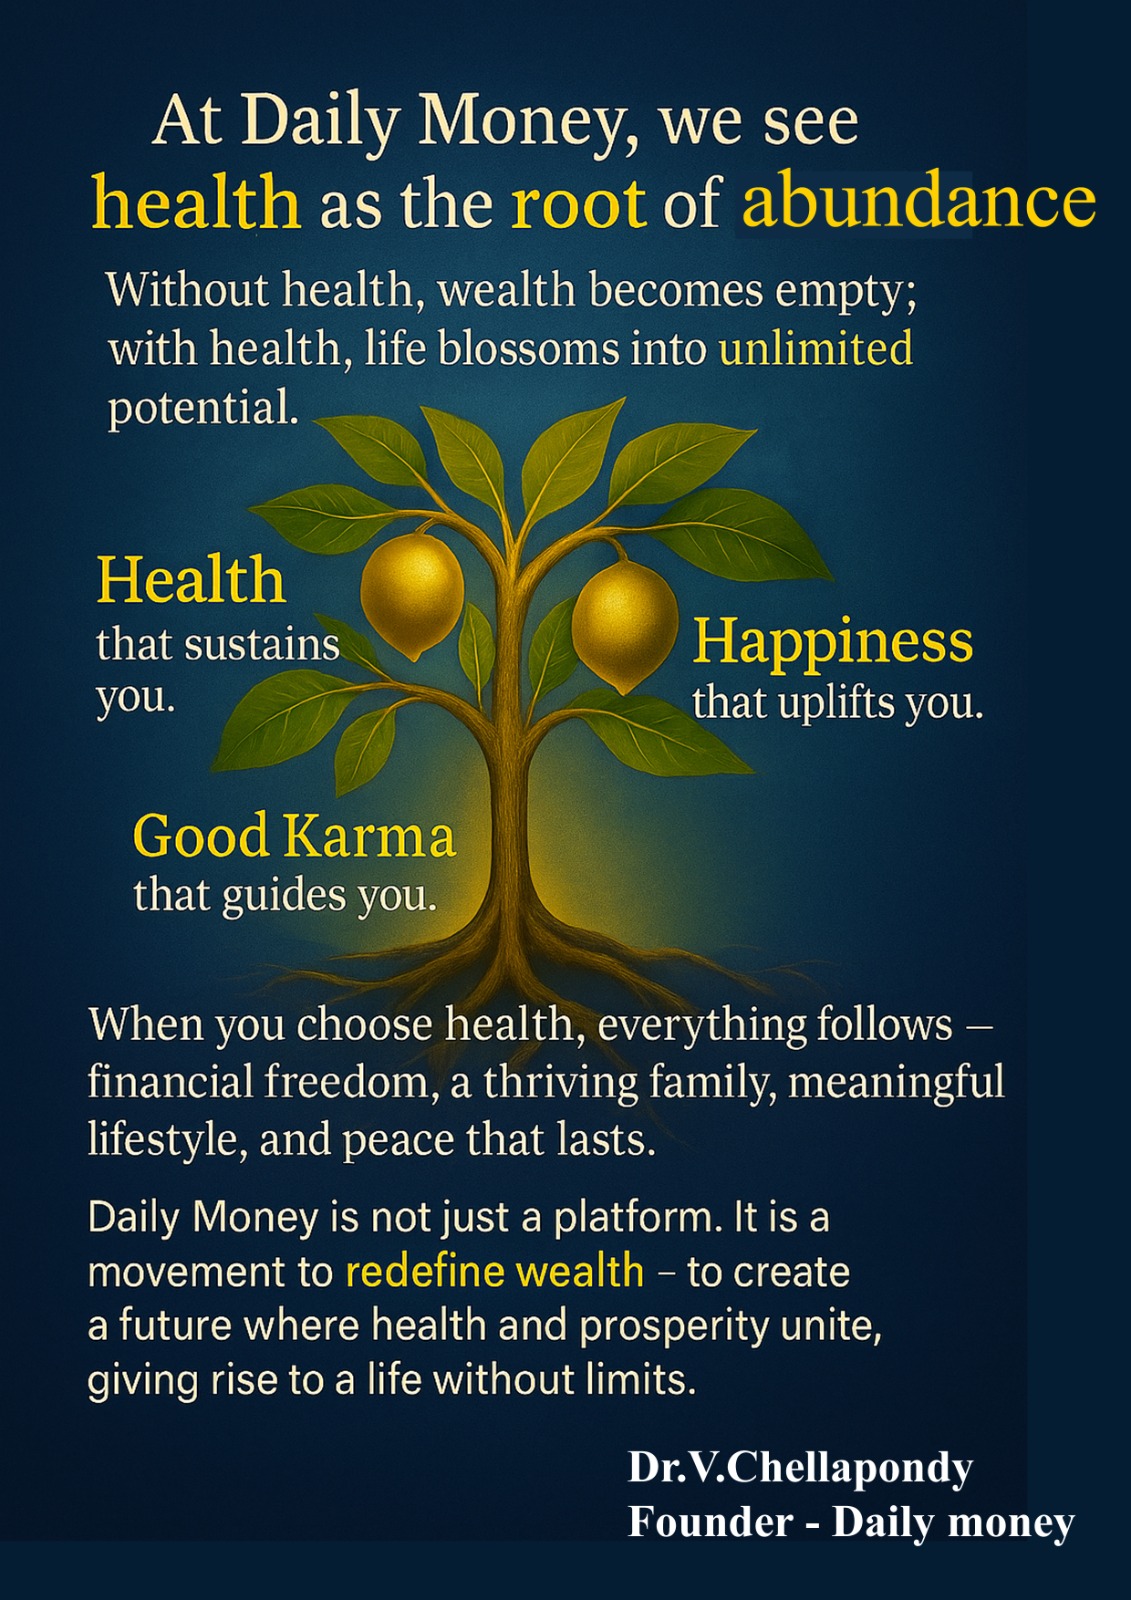 At Daily Money, we see
health as the root of abundance
Without health, wealth becomes empty;
with health, life blossoms into unlimited
potential.
Health
that sustains
you.
Happiness
that uplifts you.
Good Karma
that guides you.
When you choose health, everything follows –
financial freedom, a thriving family, meaningful
lifestyle, and peace that lasts.
Daily Money is not just a platform. It is a
movement to redefine wealth – to create
a future where health and prosperity unite,
giving rise to a life without limits.
Dr.V.Chellapondy
Founder - Daily money